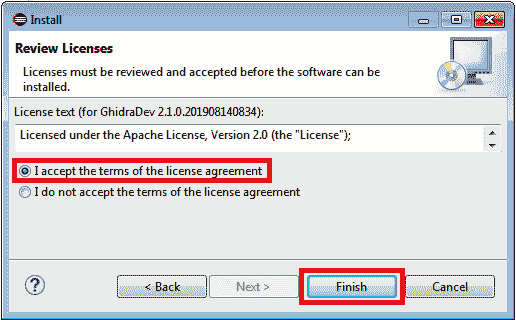 Install
Review Licenses
Licenses must be reviewed and accepted before the software can be
installed.
License text (for GhidraDev 2.1.0.201908140834):
Licensed under the Apache License, Version 2.0 (the "License");
I accept the terms of the license agreement
I do not accept the terms of the license agreement
?
< Back
Next >
Finish
Cancel